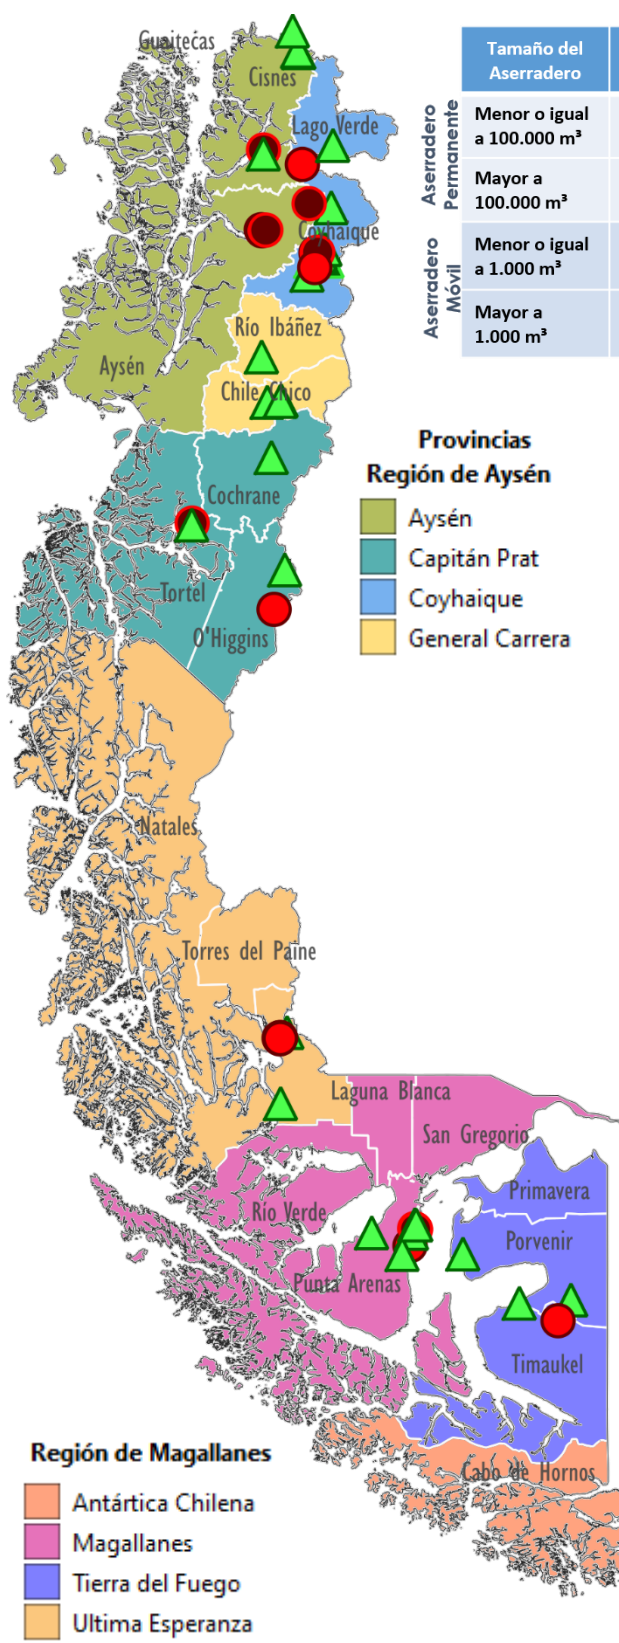 Guaitecas
Cisnes
Lago Verde
Coyhaique
Río Ibáñez
Aysén
Chile Chico
Cochrane
Tortel
O'Higgins
Natales
Torres del Paine
Laguna Blanca
San Gregorio
Río Verde
Primavera
Porvenir
Punta Arenas
Timaukel
Cabo de Hornos
Tamaño del
Aserradero
Aserradero
Permanente
Menor o igual
a 100.000 m³
Mayor a
100.000 m³
Aserradero
Móvil
Menor o igual
a 1.000 m³
Mayor a
1.000 m³
Provincias
Región de Aysén
Aysén
Capitán Prat
Coyhaique
General Carrera
Región de Magallanes
Antártica Chilena
Magallanes
Tierra del Fuego
Ultima Esperanza